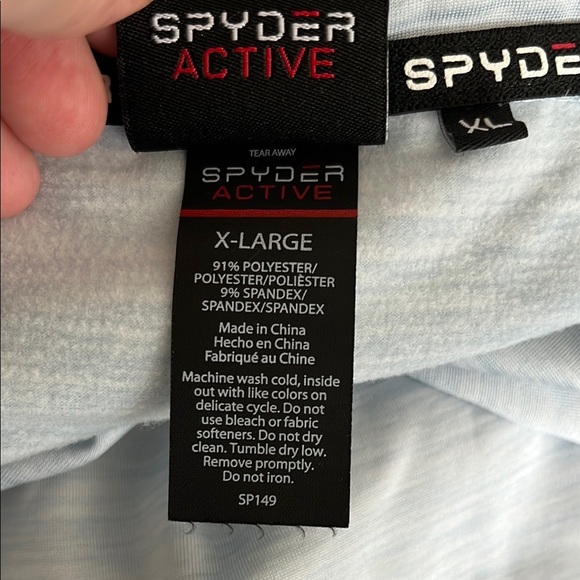 SPYDER
ACTIVE
SPYDE
XL
TEAR AWAY
SPYDER
ACTIVE
X-LARGE
91% POLYESTER/
POLYESTER/POLIÈSTER
9% SPANDEX/
SPANDEX/SPANDEX
Made in China
Hecho en China
Fabriqué au Chine
Machine wash cold, inside
out with like colors on
delicate cycle. Do not
use bleach or fabric
softeners. Do not dry
clean. Tumble dry low.
Remove promptly.
Do not iron.
SP149